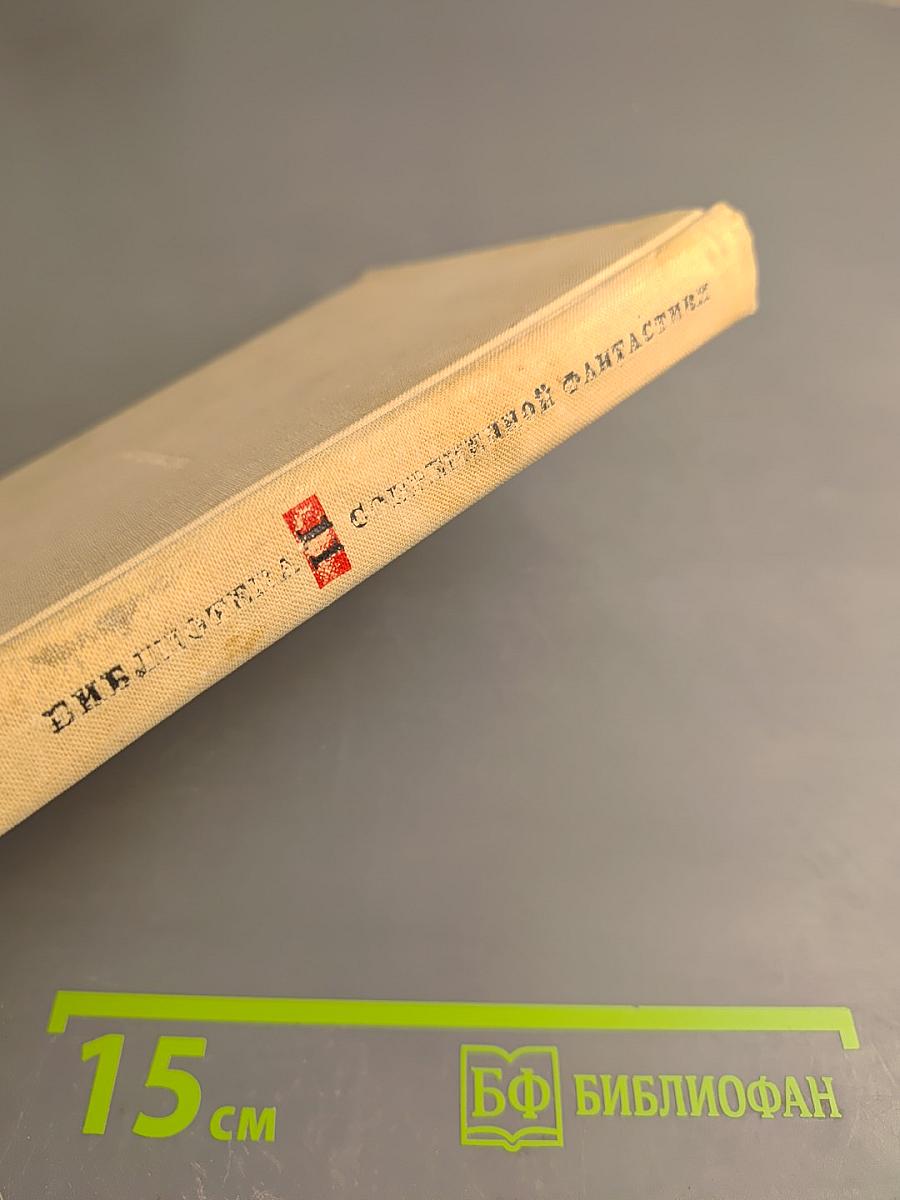 БИБЛИОТЕКА 11 СОВРЕМЕННОЙ ФАНТАСТИКИ
15 см
БФ БИБЛИОФАН